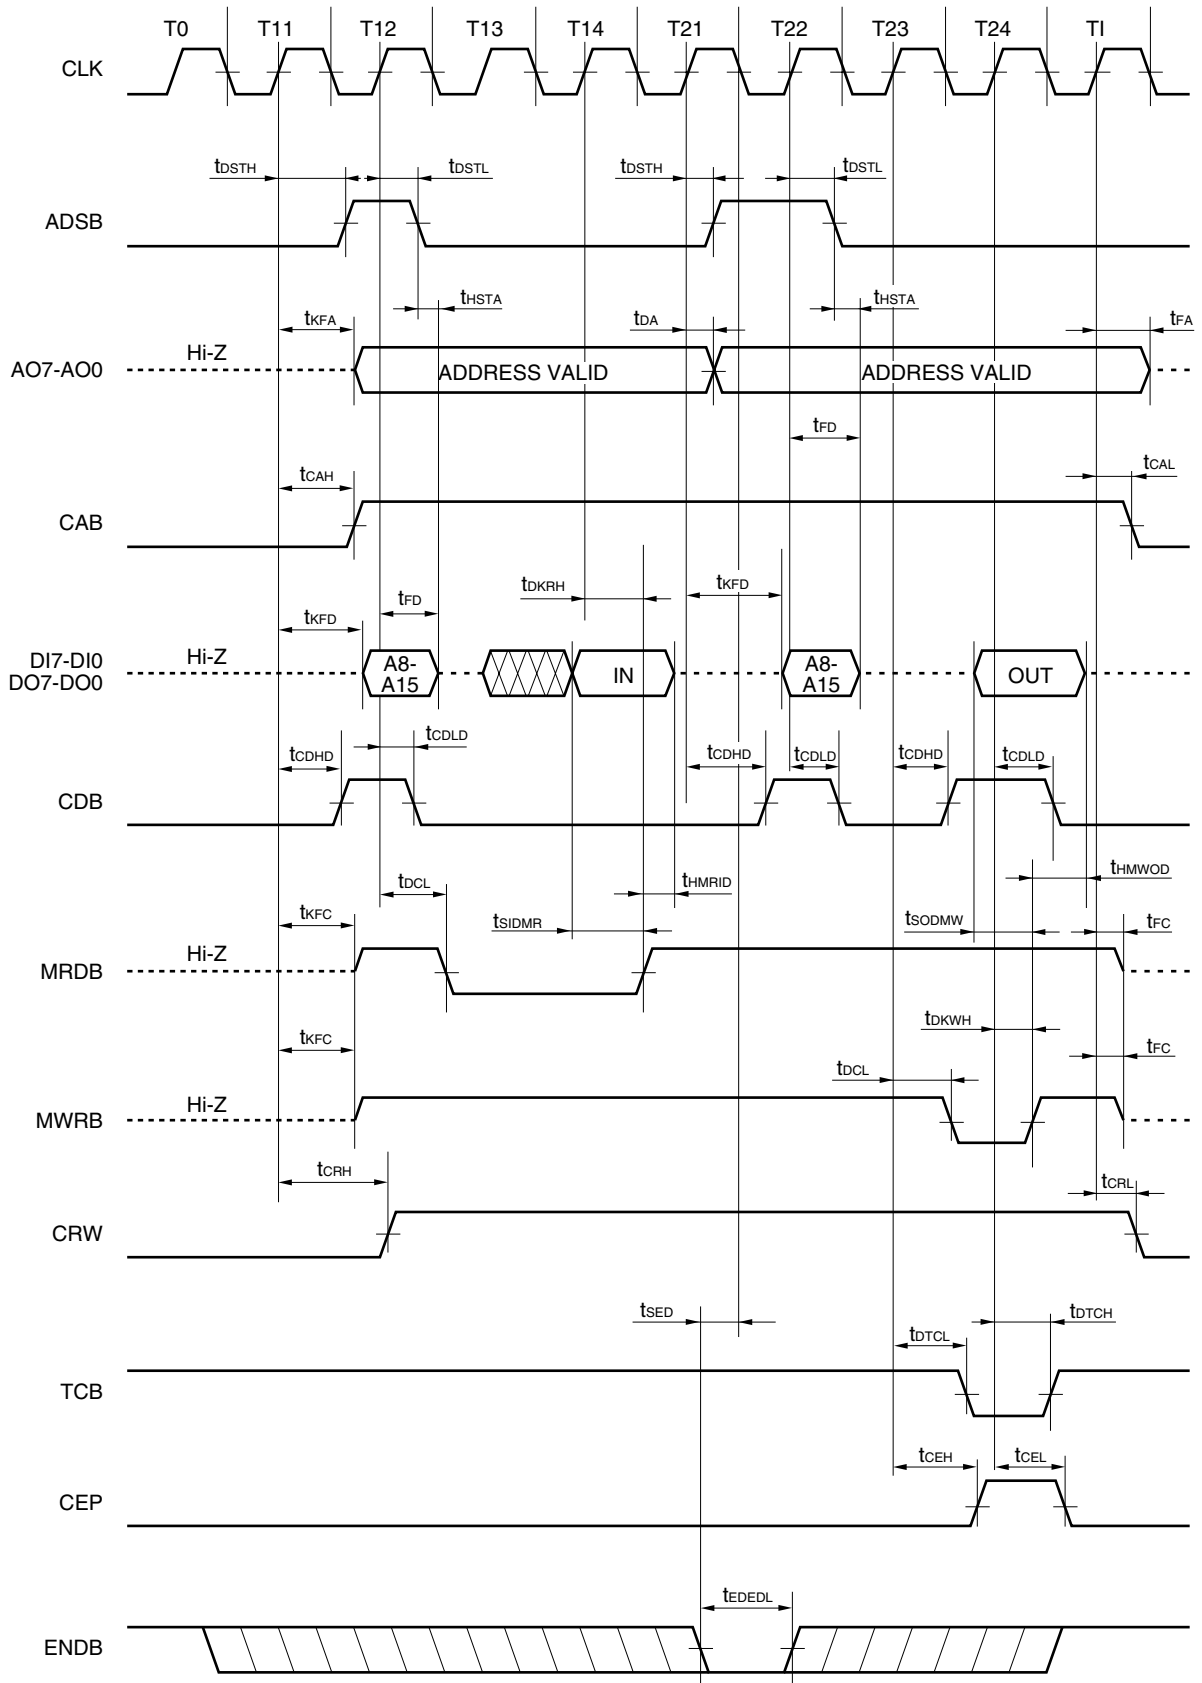 T0 T11 T12 T13 T14 T21 T22 T23 T24 TI
CLK
tDSTH tDSTL tDSTH tDSTL
ADSB
tHSTA tHSTA
tKFA tDA tFA
Hi-Z
AO7-AO0 ADDRESS VALID ADDRESS VALID
tFD
tCAH tCAL
CAB
tDKRH tKFD
tFD
tKFD
DI7-DI0 Hi-Z A8- IN A8- OUT
DO7-DO0 A15 A15
tCDLD
tCDHD tCDHD tCDLD tCDHD tCDLD
CDB
tDCL tHMRID tHMWOD
tKFC tSIDMR tSODMW tFC
Hi-Z
MRDB
tDKWH
tKFC tFC
tDCL
Hi-Z
MWRB
tCRH tCRL
CRW
tSED tDTCH
tDTCL
TCB
tCEH tCEL
CEP
tEDEDL
ENDB